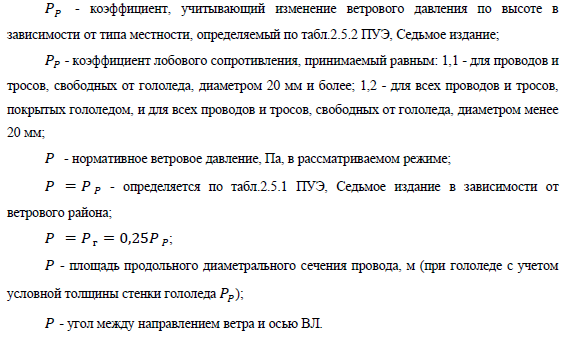 P_P - коэффициент, учитывающий изменение ветрового давления по высоте в
зависимости от типа местности, определяемый по табл.2.5.2 ПУЭ, Седьмое издание;
P_P - коэффициент лобового сопротивления, принимаемый равным: 1,1 - для проводов и
тросов, свободных от гололеда, диаметром 20 мм и более; 1,2 - для всех проводов и тросов,
покрытых гололедом, и для всех проводов и тросов, свободных от гололеда, диаметром менее
20 мм;
P - нормативное ветровое давление, Па, в рассматриваемом режиме;
P = P_P - определяется по табл.2.5.1 ПУЭ, Седьмое издание в зависимости от
ветрового района;
P = P_г = 0,25P_P;
P - площадь продольного диаметрального сечения провода, м (при гололеде с учетом
условной толщины стенки гололеда P_P);
P - угол между направлением ветра и осью ВЛ.